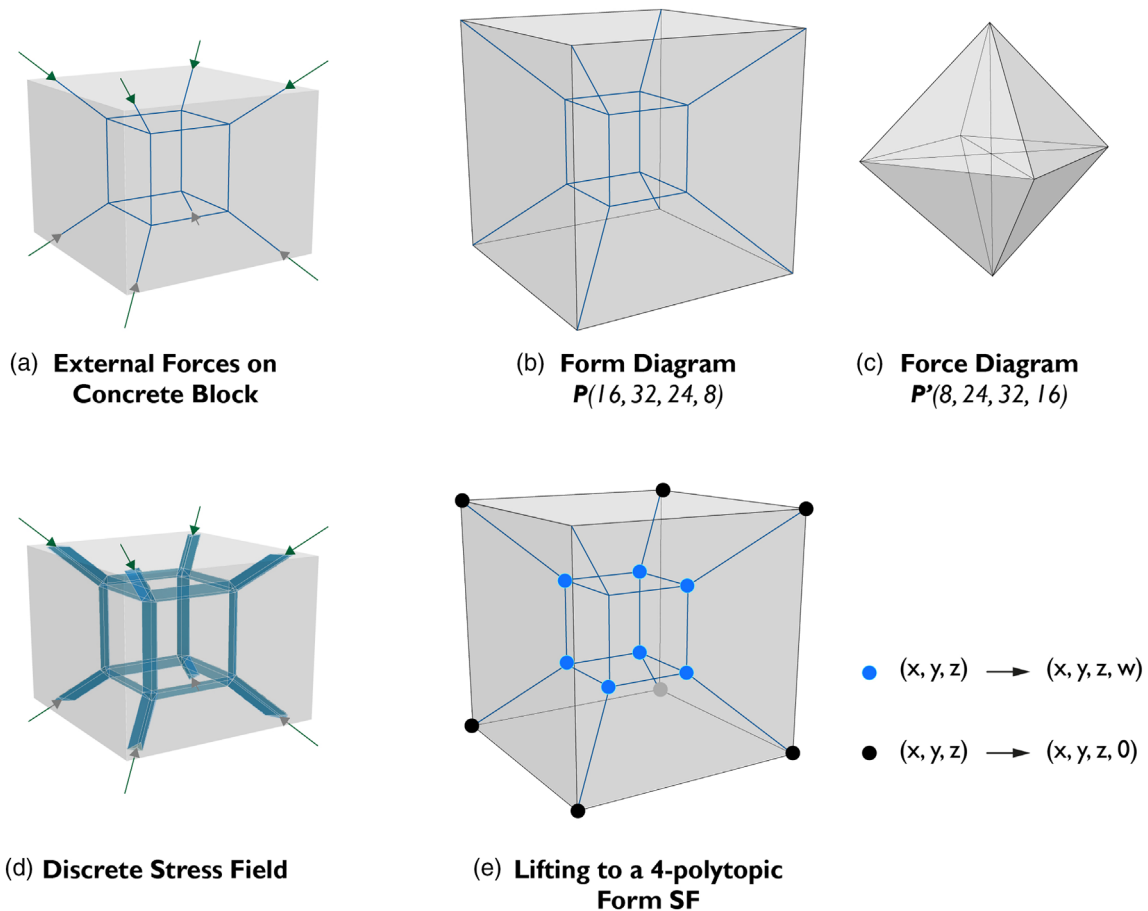 (a) External Forces on
Concrete Block
(b) Form Diagram
P(16, 32, 24, 8)
(c) Force Diagram
P’(8, 24, 32, 16)
(x, y, z) → (x, y, z, w)
(x, y, z) → (x, y, z, 0)
(d) Discrete Stress Field
(e) Lifting to a 4-polytopic
Form SF